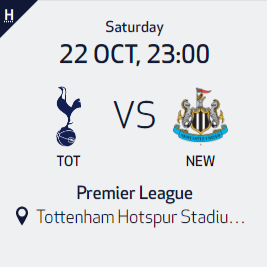 H
Saturday
22 OCT, 23:00
VS
TOT
NEW
Premier League
Tottenham Hotspur Stadiu...